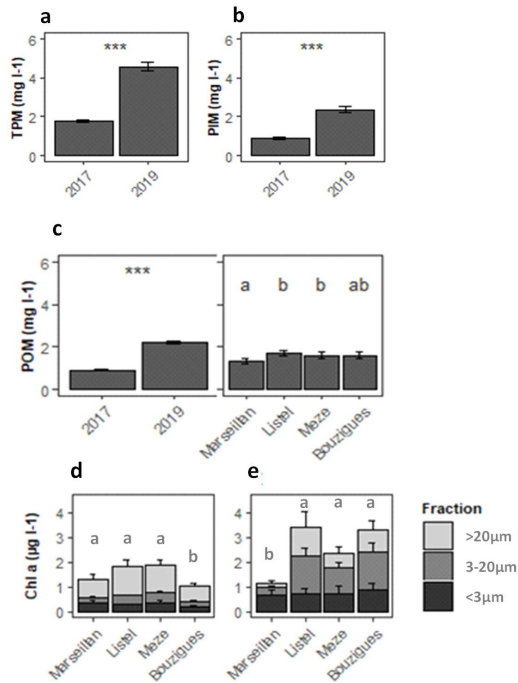 a
b
***
***
TPM (mg l-1)
6
4
2
0
2017
2019
PIM (mg l-1)
6
4
2
0
2017
2019
c
***
a
b
b
ab
POM (mg l-1)
6
4
2
0
2017
2019
Marseillan
Listel
Meze
Bouzigues
d
e
a
a
a
b
b
a
a
a
Chl a (µg l-1)
4
3
2
1
0
4
3
2
1
0
Marseillan
Listel
Meze
Bouzigues
Marseillan
Listel
Meze
Bouzigues
Fraction
>20µm
3-20µm
<3µm